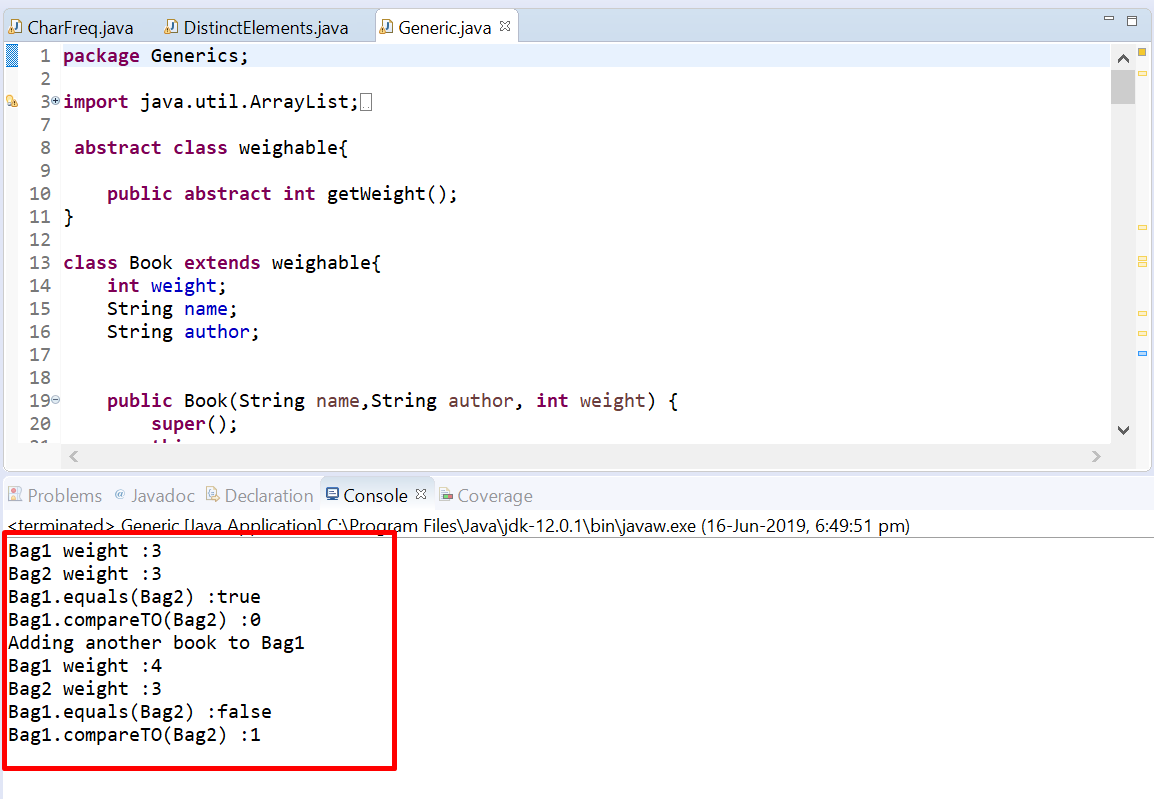 CharFreq.java DistinctElements.java Generic.java
1 package Generics;
2
3 import java.util.ArrayList;
7
8 abstract class weighable{
9
10 public abstract int getWeight();
11 }
12
13 class Book extends weighable{
14 int weight;
15 String name;
16 String author;
17
18
19 public Book(String name,String author, int weight) {
20 super();
Problems @ Javadoc Declaration Console Coverage
<terminated> Generic [Java Application] C:\Program Files\Java\jdk-12.0.1\bin\javaw.exe (16-Jun-2019, 6:49:51 pm)
Bag1 weight :3
Bag2 weight :3
Bag1.equals(Bag2) :true
Bag1.compareTO(Bag2) :0
Adding another book to Bag1
Bag1 weight :4
Bag2 weight :3
Bag1.equals(Bag2) :false
Bag1.compareTO(Bag2) :1